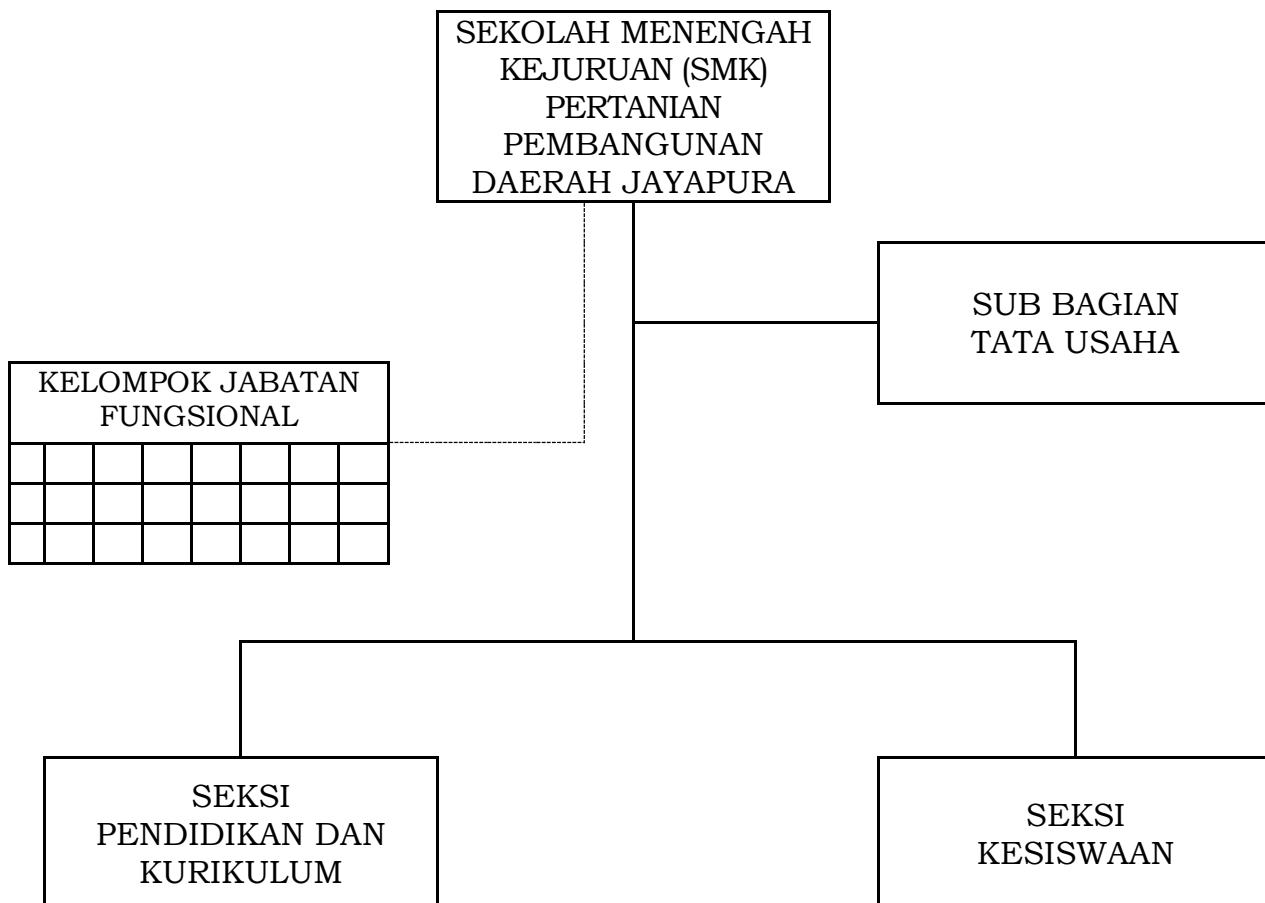 SEKOLAH MENENGAH
KEJURUAN (SMK)
PERTANIAN
PEMBANGUNAN
DAERAH JAYAPURA
SUB BAGIAN
TATA USAHA
KELOMPOK JABATAN
FUNGSIONAL
SEKSI
PENDIDIKAN DAN
KURIKULUM
SEKSI
KESISWAAN